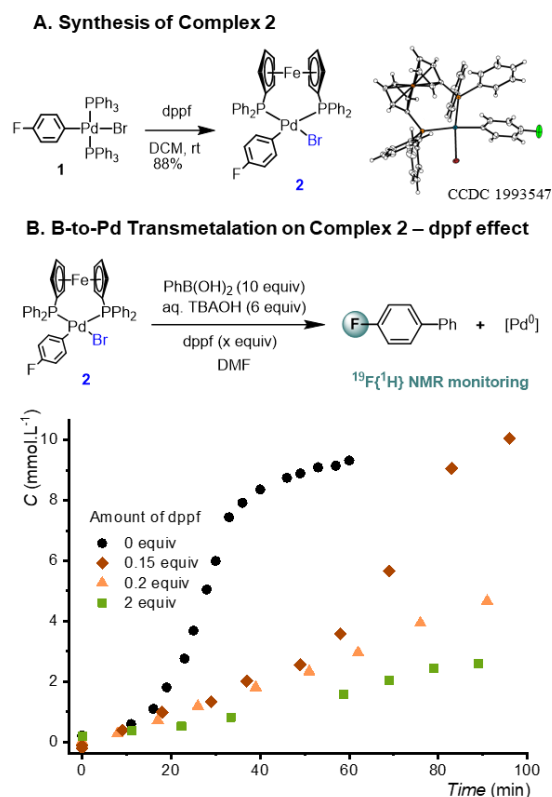 A. Synthesis of Complex 2
F
PPh₃
Pd
Br
PPh₃
1
dppf
DCM, rt
88%
Fe
Ph₂P
PPh₂
Pd
Br
F
2
CCDC 1993547
B. B-to-Pd Transmetalation on Complex 2 – dppf effect
Fe
Ph₂P
PPh₂
Pd
Br
F
2
PhB(OH)₂ (10 equiv)
aq. TBAOH (6 equiv)
dppf (x equiv)
DMF
F
Ph
+
[Pd⁰]
¹⁹F{¹H} NMR monitoring
C (mmol.L⁻¹)
10
8
6
4
2
0
Amount of dppf
0 equiv
0.15 equiv
0.2 equiv
2 equiv
0 20 40 60 80 100
Time (min)